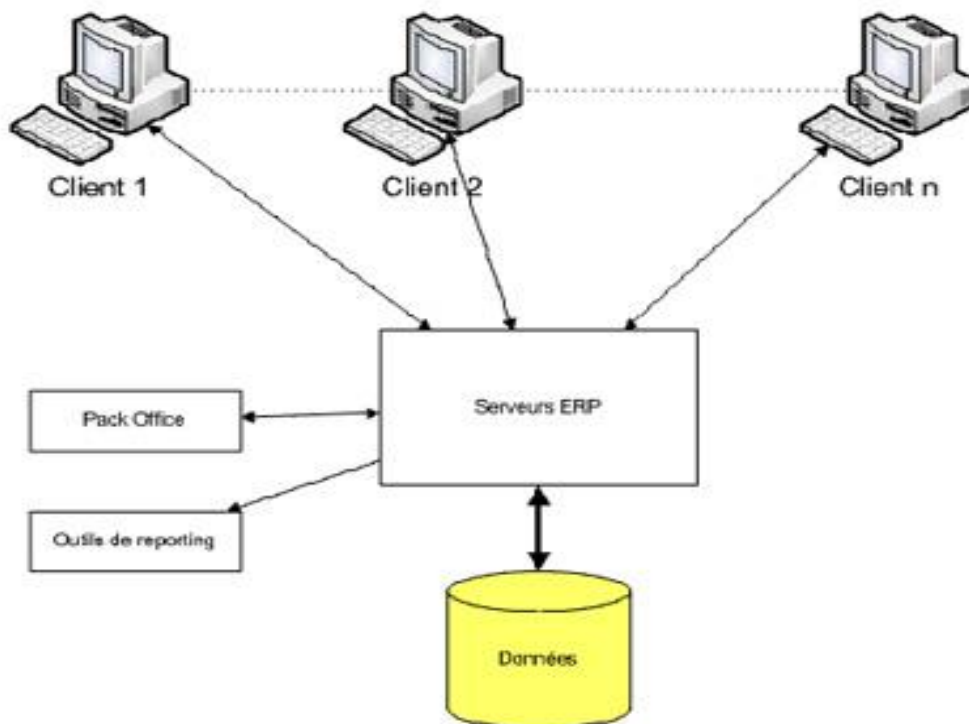 Client 1
Client 2
Client n
Serveurs ERP
Pack Office
Outils de reporting
Données